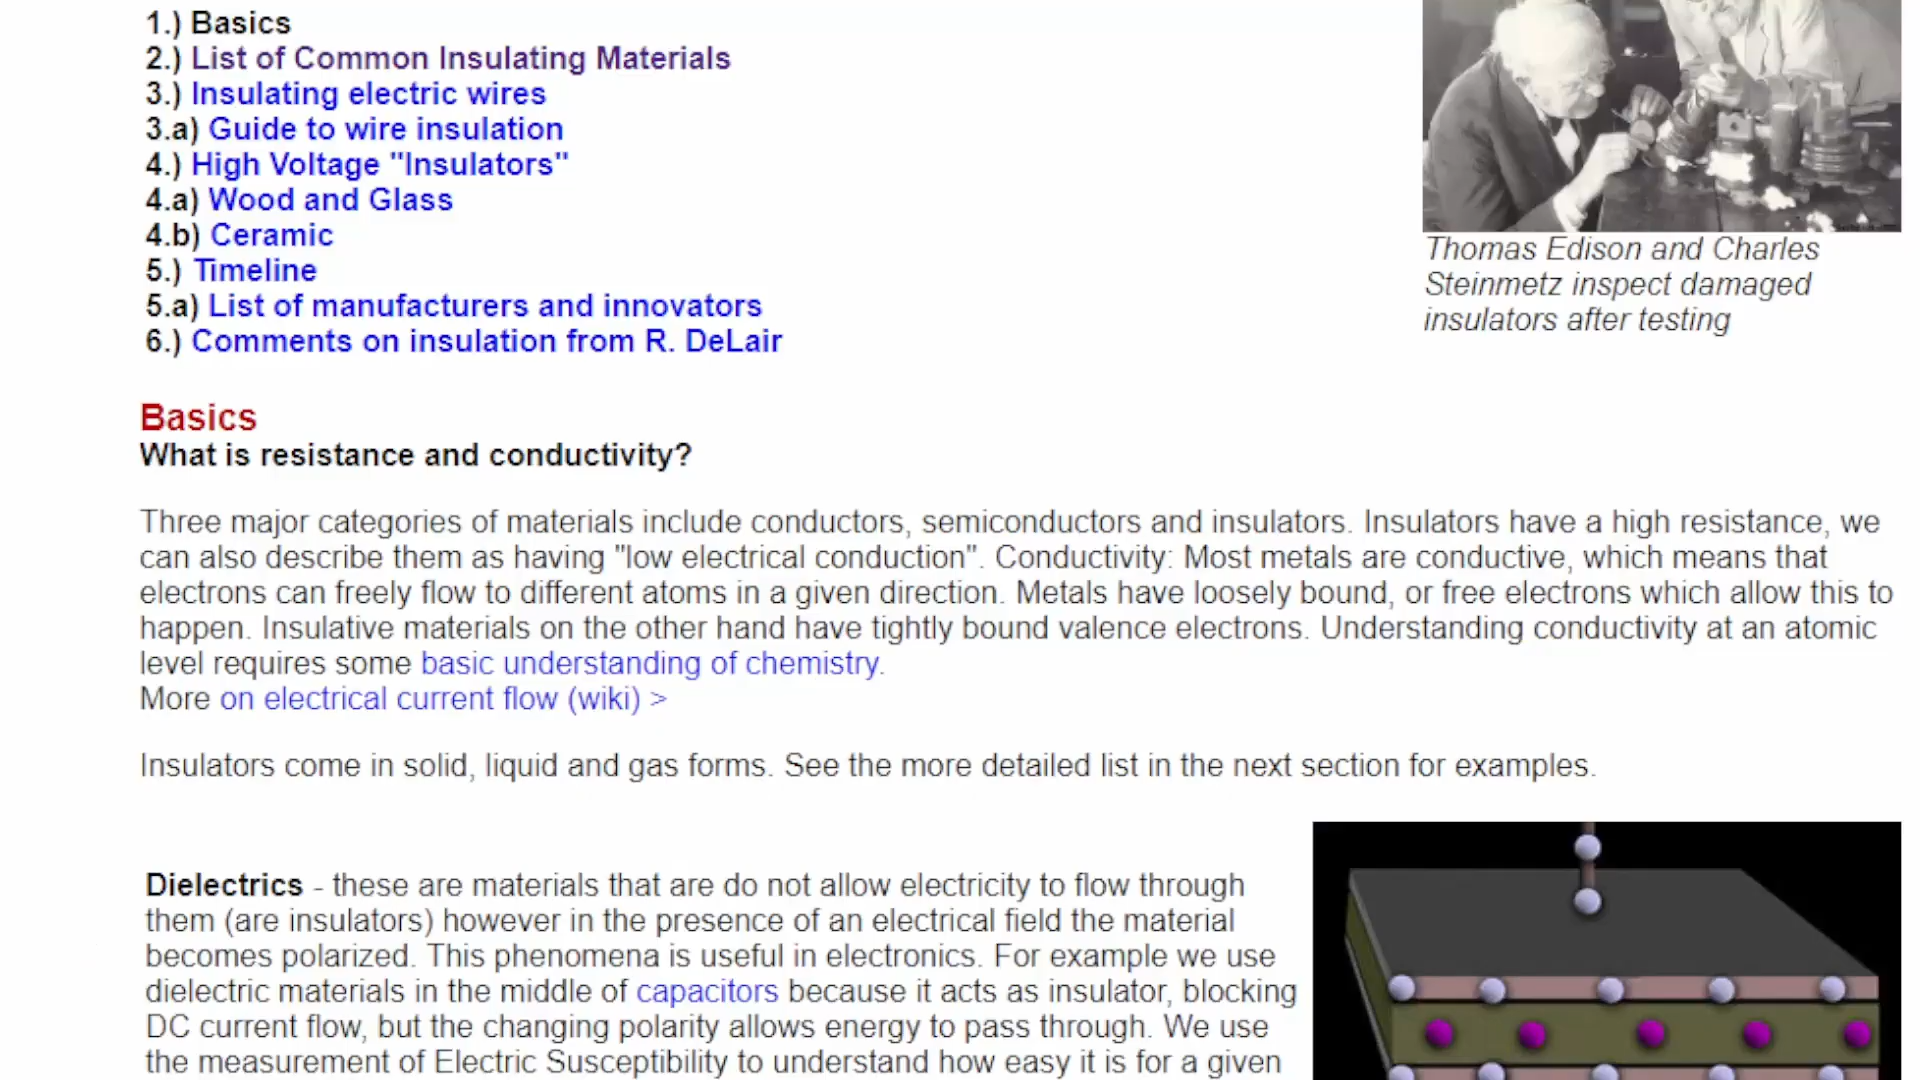 1.) Basics
2.) List of Common Insulating Materials
3.) Insulating electric wires
3.a) Guide to wire insulation
4.) High Voltage "Insulators"
4.a) Wood and Glass
4.b) Ceramic
5.) Timeline
5.a) List of manufacturers and innovators
6.) Comments on insulation from R. DeLair
Thomas Edison and Charles
Steinmetz inspect damaged
insulators after testing
Basics
What is resistance and conductivity?
Three major categories of materials include conductors, semiconductors and insulators. Insulators have a high resistance, we
can also describe them as having "low electrical conduction". Conductivity: Most metals are conductive, which means that
electrons can freely flow to different atoms in a given direction. Metals have loosely bound, or free electrons which allow this to
happen. Insulative materials on the other hand have tightly bound valence electrons. Understanding conductivity at an atomic
level requires some basic understanding of chemistry.
More on electrical current flow (wiki) >
Insulators come in solid, liquid and gas forms. See the more detailed list in the next section for examples.
Dielectrics - these are materials that are do not allow electricity to flow through
them (are insulators) however in the presence of an electrical field the material
becomes polarized. This phenomena is useful in electronics. For example we use
dielectric materials in the middle of capacitors because it acts as insulator, blocking
DC current flow, but the changing polarity allows energy to pass through. We use
the measurement of Electric Susceptibility to understand how easy it is for a given